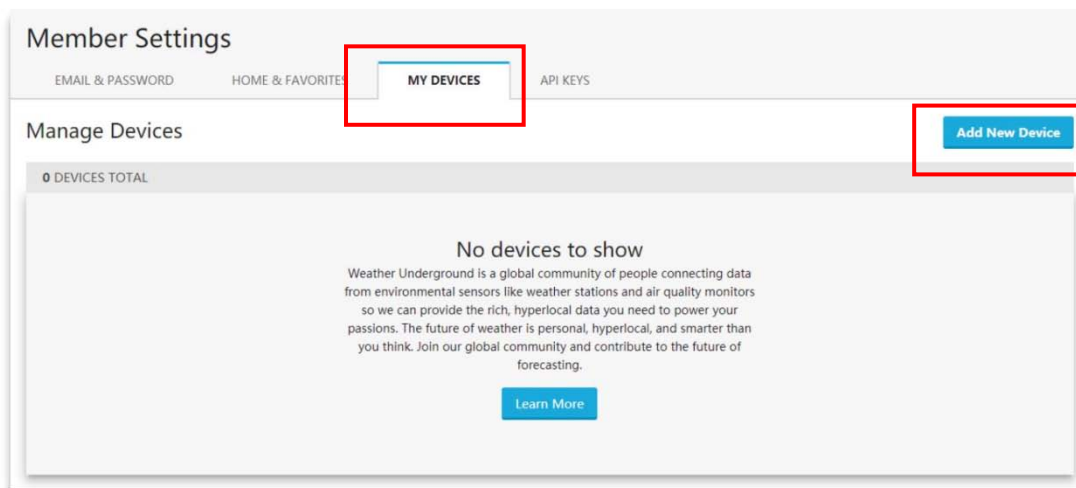 Member Settings
EMAIL & PASSWORD HOME & FAVORITES MY DEVICES API KEYS
Manage Devices Add New Device
0 DEVICES TOTAL
No devices to show
Weather Underground is a global community of people connecting data
from environmental sensors like weather stations and air quality monitors
so we can provide the rich, hyperlocal data you need to power your
passions. The future of weather is personal, hyperlocal, and smarter than
you think. Join our global community and contribute to the future of
forecasting.
Learn More